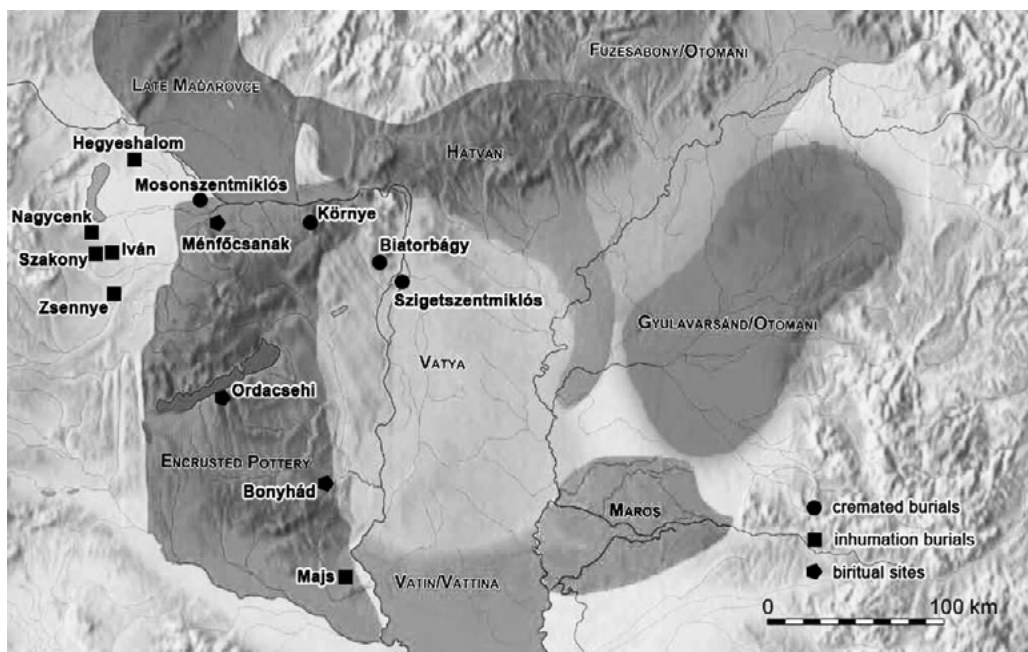 FÜZESABONY/OTOMANI
LATE MAĎAROVCE
Hegyeshalom
HATVAN
Mosonszentmiklós
Nagycenk
Környe
Ménfőcsanak
Iván
Szakony
Biatorbágy
Zsennye
Szigetszentmiklós
GYULAVARSÁND/OTOMANI
VATYA
Ordacsehi
ENCRUSTED POTTERY
Bonyhád
MAROS
cremated burials
inhumation burials
biritual sites
Majs
VATIN/VATTINA
0 100 km